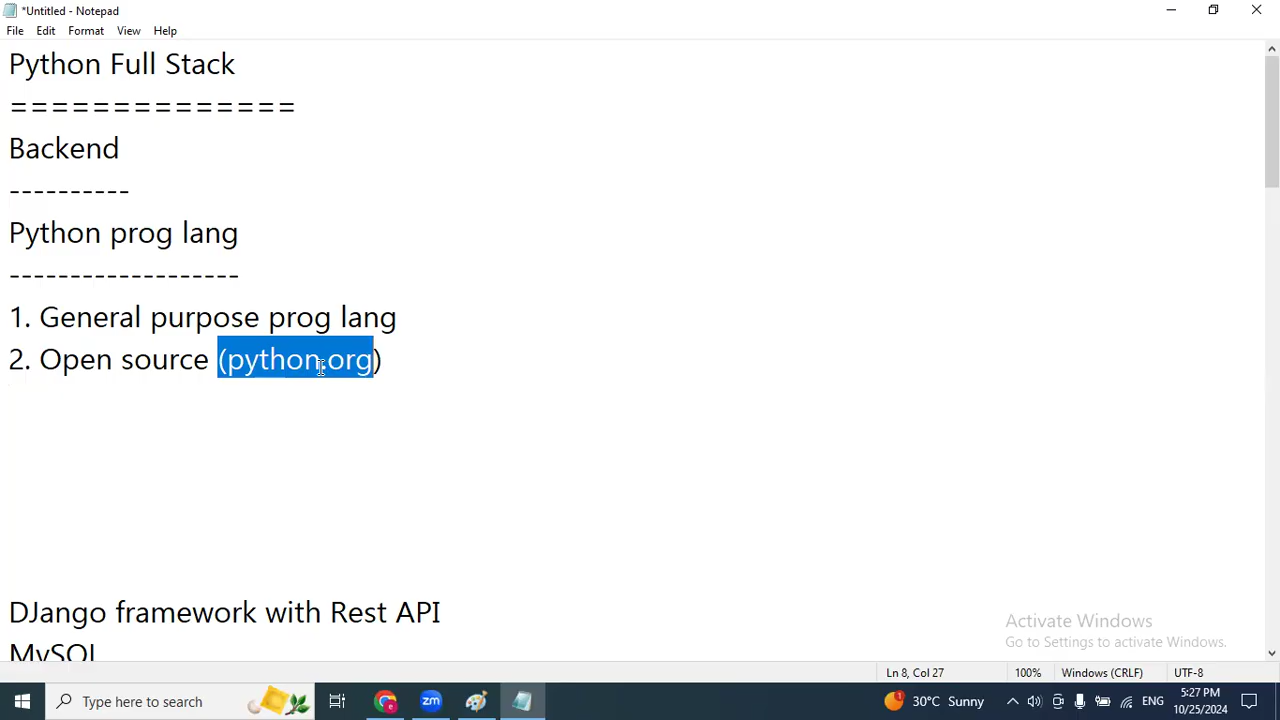 *Untitled - Notepad
File Edit Format View Help
Python Full Stack
==============
Backend
----------
Python prog lang
-------------------
1. General purpose prog lang
2. Open source (python.org)
DJango framework with Rest API
MySQL
Activate Windows
Go to Settings to activate Windows.
Ln 8, Col 27 100% Windows (CRLF) UTF-8
Type here to search zm 30°C Sunny ENG 5:27 PM
10/25/2024